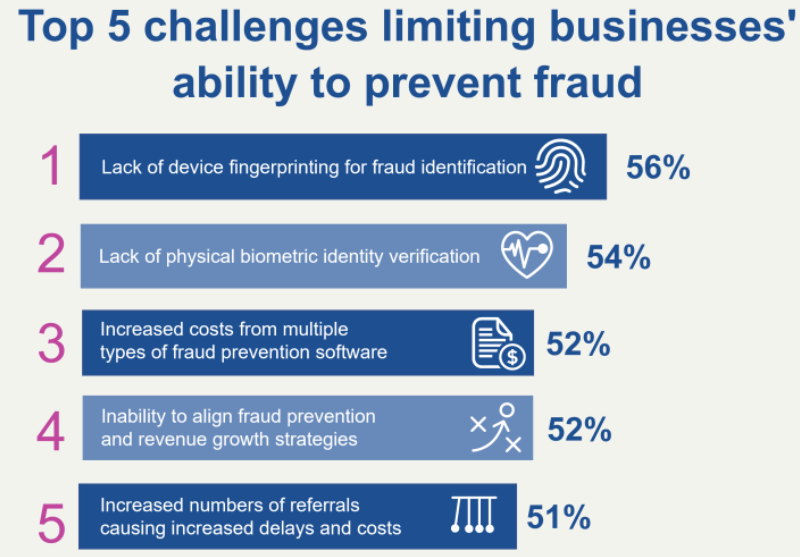 Top 5 challenges limiting businesses'
ability to prevent fraud
1 Lack of device fingerprinting for fraud identification 56%
2 Lack of physical biometric identity verification 54%
3 Increased costs from multiple
types of fraud prevention software $ 52%
4 Inability to align fraud prevention
and revenue growth strategies 52%
5 Increased numbers of referrals
causing increased delays and costs 51%